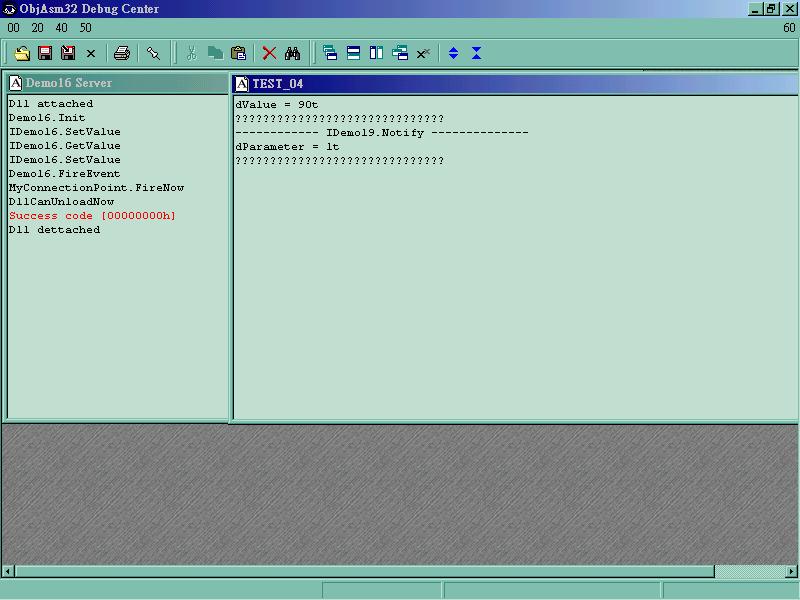 ObjAsm32 Debug Center
00 20 40 50 60
Demo16 Server
Dll attached
Demo16.Init
IDemo16.SetValue
IDemo16.GetValue
IDemo16.SetValue
Demo16.FireEvent
MyConnectionPoint.FireNow
DllCanUnloadNow
Success code [00000000h]
Dll dettached
TEST_04
dValue = 90t
??????????????????????????????
------------ IDemo19.Notify --------------
dParameter = 1t
??????????????????????????????